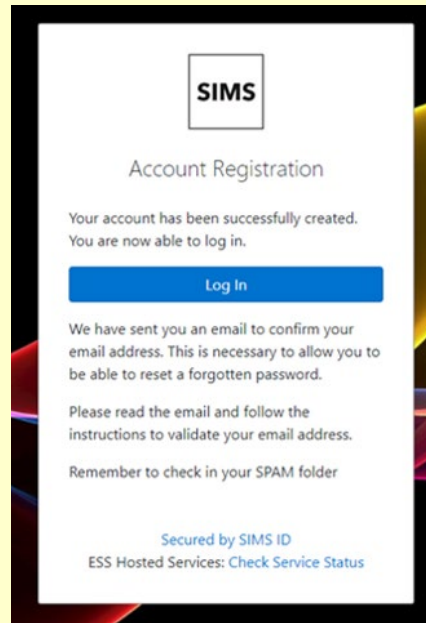 SIMS
Account Registration
Your account has been successfully created.
You are now able to log in.
Log In
We have sent you an email to confirm your
email address. This is necessary to allow you to
be able to reset a forgotten password.
Please read the email and follow the
instructions to validate your email address.
Remember to check in your SPAM folder
Secured by SIMS ID
ESS Hosted Services: Check Service Status